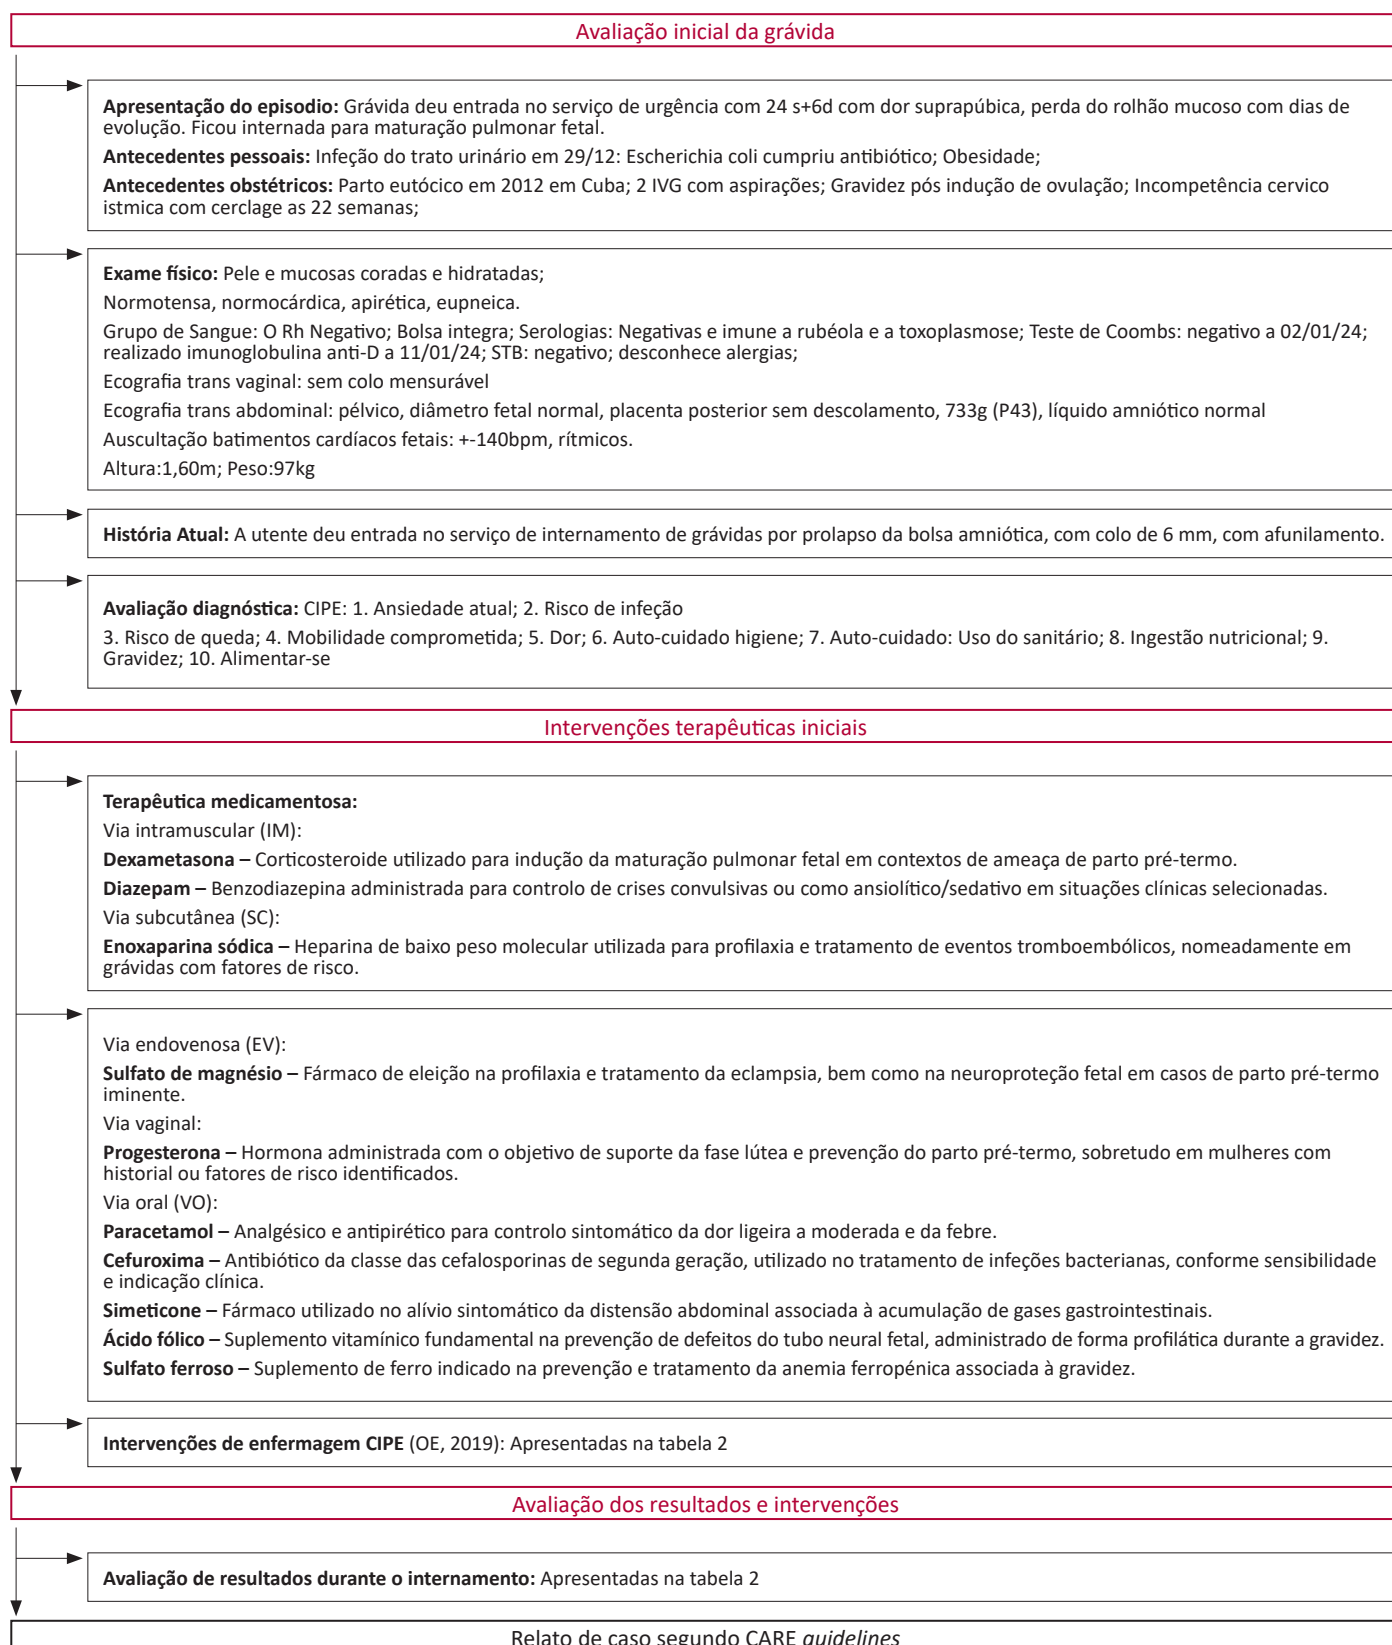 Avaliação inicial da grávida
Apresentação do episodio: Grávida deu entrada no serviço de urgência com 24 s+6d com dor suprapúbica, perda do rolhão mucoso com dias de
evolução. Ficou internada para maturação pulmonar fetal.
Antecedentes pessoais: Infeção do trato urinário em 29/12: Escherichia coli cumpriu antibiótico; Obesidade;
Antecedentes obstétricos: Parto eutócico em 2012 em Cuba; 2 IVG com aspirações; Gravidez pós indução de ovulação; Incompetência cervico
istmica com cerclage as 22 semanas;
Exame físico: Pele e mucosas coradas e hidratadas;
Normotensa, normocárdica, apirética, eupneica.
Grupo de Sangue: O Rh Negativo; Bolsa integra; Serologias: Negativas e imune a rubéola e a toxoplasmose; Teste de Coombs: negativo a 02/01/24;
realizado imunoglobulina anti-D a 11/01/24; STB: negativo; desconhece alergias;
Ecografia trans vaginal: sem colo mensurável
Ecografia trans abdominal: pélvico, diâmetro fetal normal, placenta posterior sem descolamento, 733g (P43), líquido amniótico normal
Auscultação batimentos cardíacos fetais: +-140bpm, rítmicos.
Altura:1,60m; Peso:97kg
História Atual: A utente deu entrada no serviço de internamento de grávidas por prolapso da bolsa amniótica, com colo de 6 mm, com afunilamento.
Avaliação diagnóstica: CIPE: 1. Ansiedade atual; 2. Risco de infeção
3. Risco de queda; 4. Mobilidade comprometida; 5. Dor; 6. Auto-cuidado higiene; 7. Auto-cuidado: Uso do sanitário; 8. Ingestão nutricional; 9.
Gravidez; 10. Alimentar-se
Intervenções terapêuticas iniciais
Terapêutica medicamentosa:
Via intramuscular (IM):
Dexametasona – Corticosteroide utilizado para indução da maturação pulmonar fetal em contextos de ameaça de parto pré-termo.
Diazepam – Benzodiazepina administrada para controlo de crises convulsivas ou como ansiolítico/sedativo em situações clínicas selecionadas.
Via subcutânea (SC):
Enoxaparina sódica – Heparina de baixo peso molecular utilizada para profilaxia e tratamento de eventos tromboembólicos, nomeadamente em
grávidas com fatores de risco.
Via endovenosa (EV):
Sulfato de magnésio – Fármaco de eleição na profilaxia e tratamento da eclampsia, bem como na neuroproteção fetal em casos de parto pré-termo
iminente.
Via vaginal:
Progesterona – Hormona administrada com o objetivo de suporte da fase lútea e prevenção do parto pré-termo, sobretudo em mulheres com
historial ou fatores de risco identificados.
Via oral (VO):
Paracetamol – Analgésico e antipirético para controlo sintomático da dor ligeira a moderada e da febre.
Cefuroxima – Antibiótico da classe das cefalosporinas de segunda geração, utilizado no tratamento de infeções bacterianas, conforme sensibilidade
e indicação clínica.
Simeticone – Fármaco utilizado no alívio sintomático da distensão abdominal associada à acumulação de gases gastrointestinais.
Ácido fólico – Suplemento vitamínico fundamental na prevenção de defeitos do tubo neural fetal, administrado de forma profilática durante a gravidez.
Sulfato ferroso – Suplemento de ferro indicado na prevenção e tratamento da anemia ferropénica associada à gravidez.
Intervenções de enfermagem CIPE (OE, 2019): Apresentadas na tabela 2
Avaliação dos resultados e intervenções
Avaliação de resultados durante o internamento: Apresentadas na tabela 2
Relato de caso segundo CARE guidelines